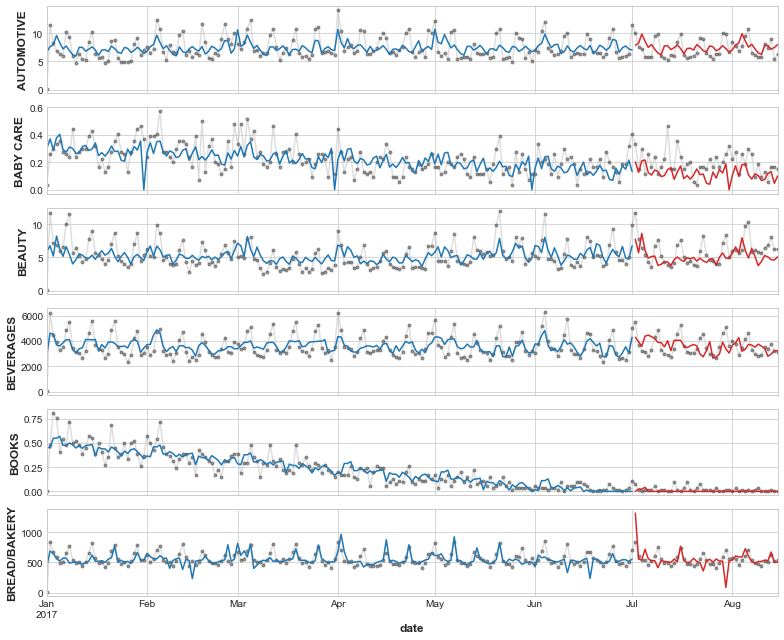 AUTOMOTIVE
10
5
0
BABY CARE
0.6
0.4
0.2
0.0
BEAUTY
10
5
0
BEVERAGES
6000
4000
2000
0
BOOKS
0.75
0.50
0.25
0.00
BREAD/BAKERY
1000
500
0
Jan Feb Mar Apr May Jun Jul Aug
2017
date